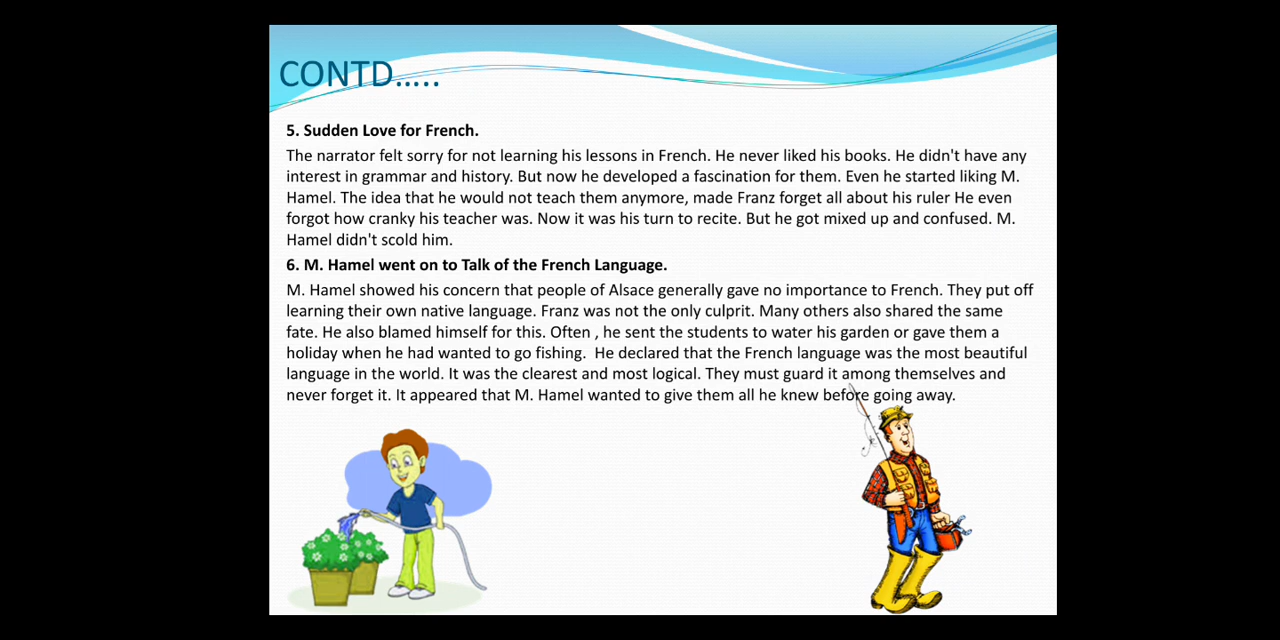 CONTD.....
5. Sudden Love for French.
The narrator felt sorry for not learning his lessons in French. He never liked his books. He didn't have any
interest in grammar and history. But now he developed a fascination for them. Even he started liking M.
Hamel. The idea that he would not teach them anymore, made Franz forget all about his ruler He even
forgot how cranky his teacher was. Now it was his turn to recite. But he got mixed up and confused. M.
Hamel didn't scold him.
6. M. Hamel went on to Talk of the French Language.
M. Hamel showed his concern that people of Alsace generally gave no importance to French. They put off
learning their own native language. Franz was not the only culprit. Many others also shared the same
fate. He also blamed himself for this. Often , he sent the students to water his garden or gave them a
holiday when he had wanted to go fishing.  He declared that the French language was the most beautiful
language in the world. It was the clearest and most logical. They must guard it among themselves and
never forget it. It appeared that M. Hamel wanted to give them all he knew before going away.